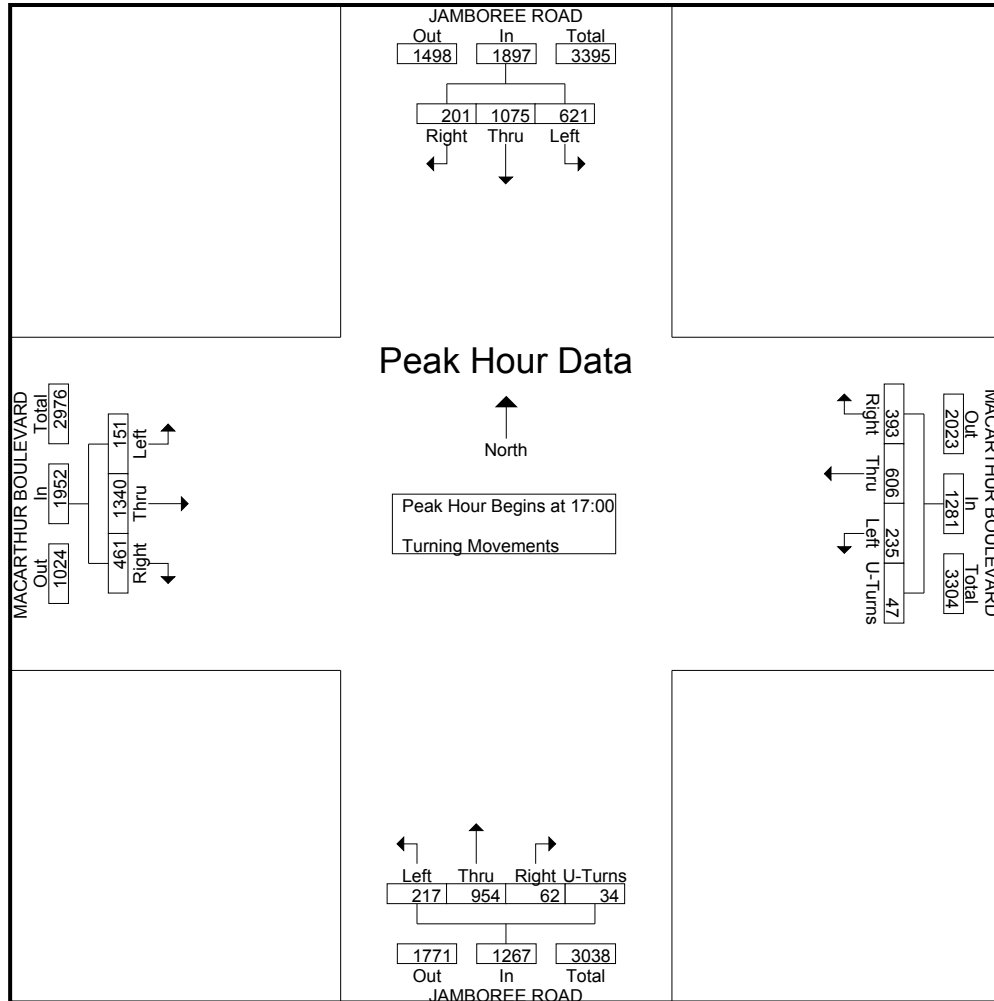 JAMBOREE ROAD
Out In Total
1498 1897 3395
201 1075 621
Right Thru Left
Peak Hour Data
North
Peak Hour Begins at 17:00
Turning Movements
MACARTHUR BOULEVARD
Total In Out
2976 1952 1024
151 1340 461
Left Thru Right
MACARTHUR BOULEVARD
Out In Total
2023 1281 3304
393 606 235 47
Right Thru Left U-Turns
Left Thru Right U-Turns
217 954 62 34
1771 1267 3038
Out In Total
JAMBOREE ROAD